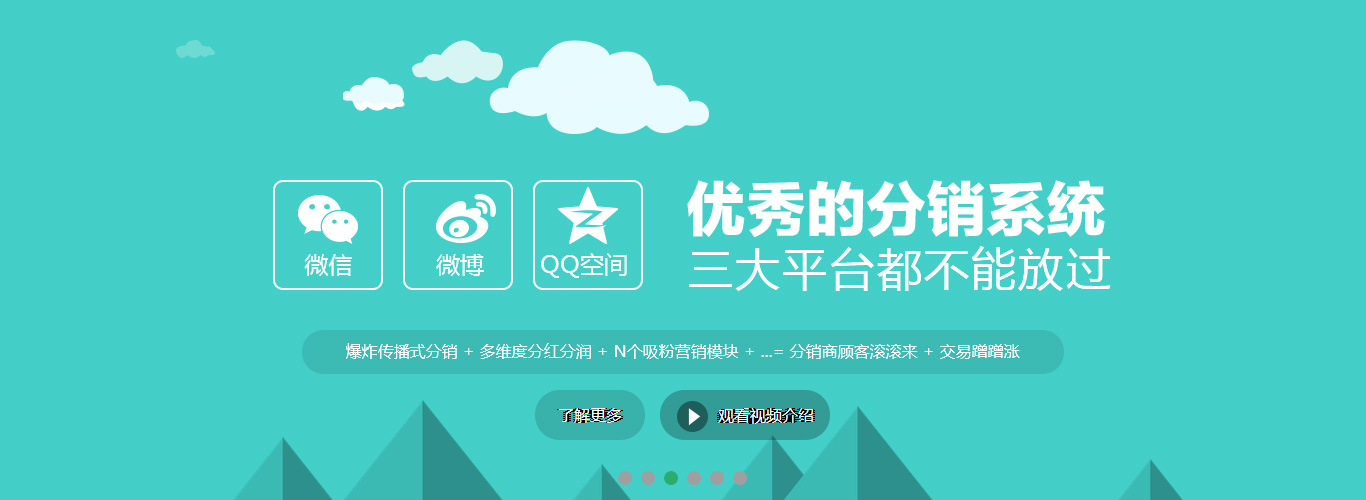 微信
微博
QQ空间
优秀的分销系统
三大平台都不能放过
爆炸传播式分销 + 多维度分红分润 + N个吸粉营销模块 + ...= 分销商顾客滚滚来 + 交易蹭蹭涨
了解更多
观看视频介绍